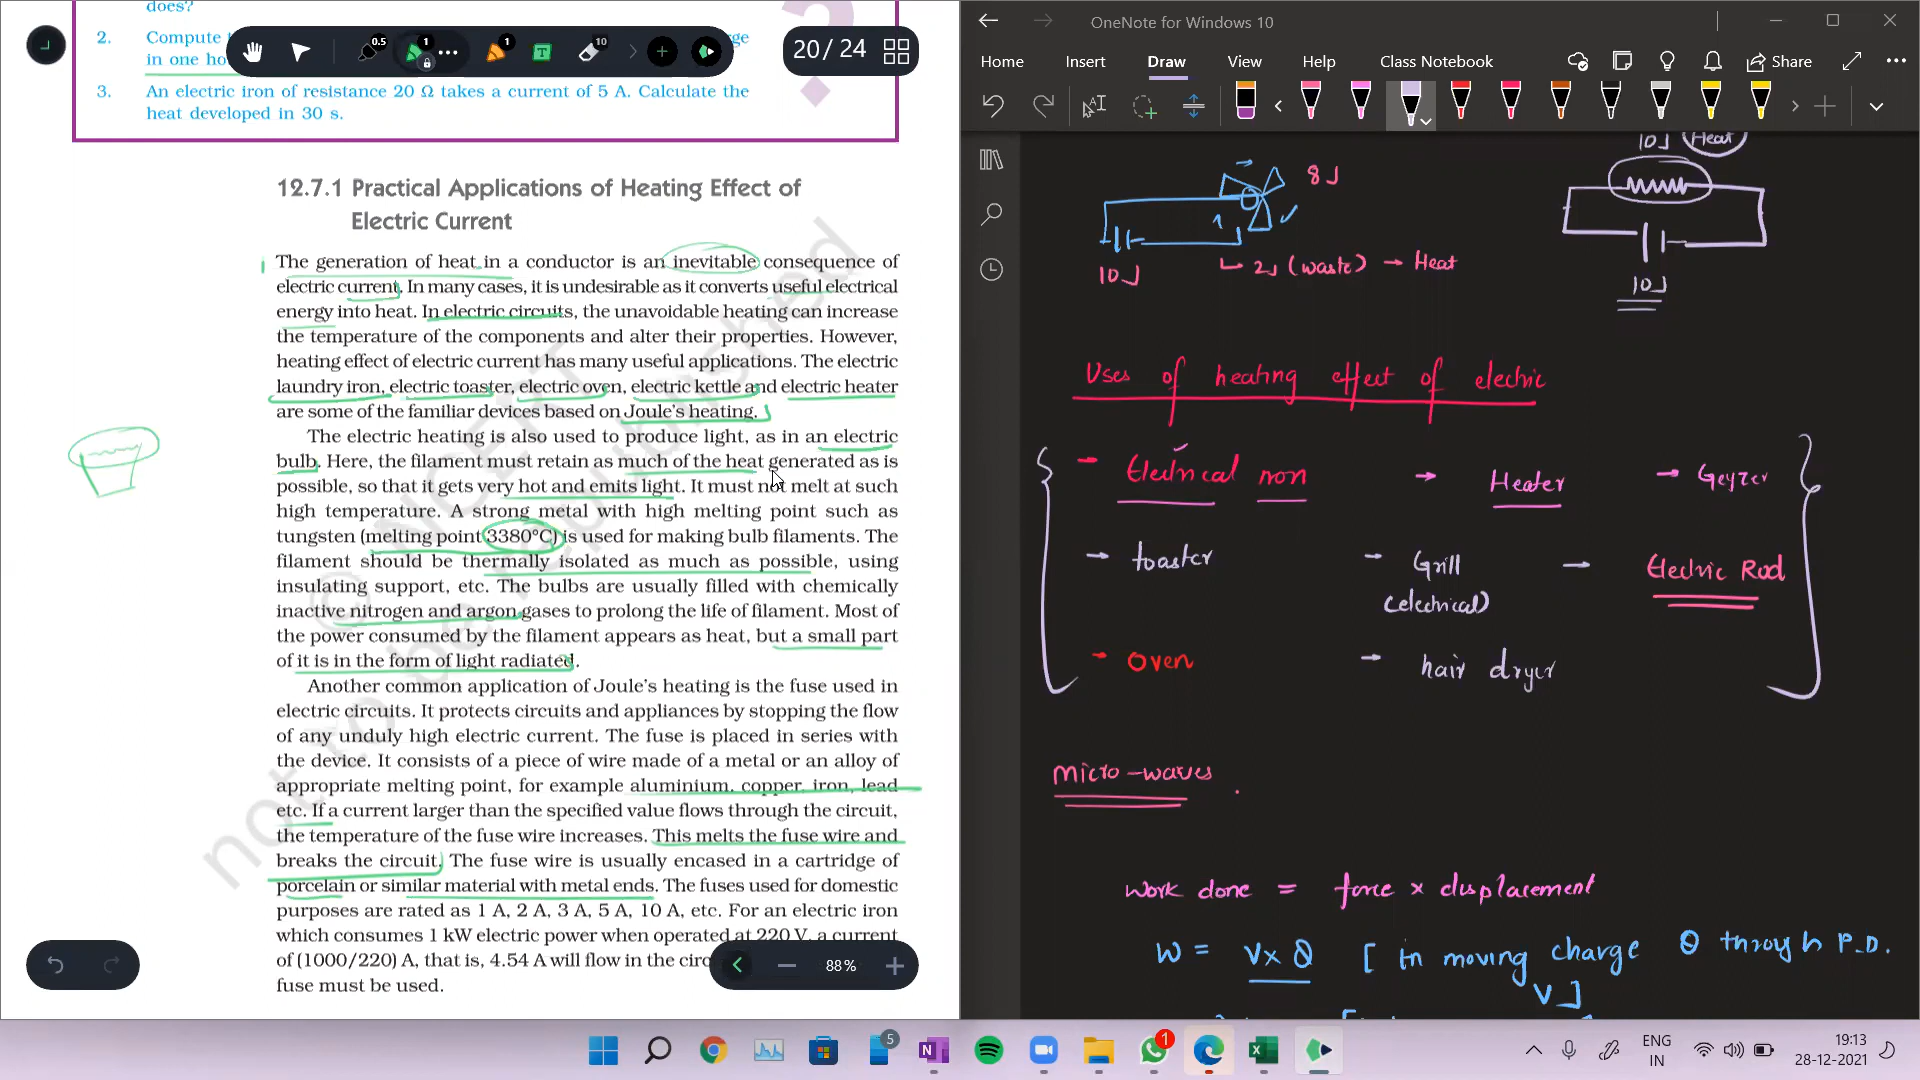 does?
2. Compute t
rge
in one ho
3. An electric iron of resistance 20 Ω takes a current of 5 A. Calculate the
heat developed in 30 s.
0.5
1
1
10
20/ 24
12.7.1 Practical Applications of Heating Effect of
Electric Current
The generation of heat in a conductor is an inevitable consequence of
electric current. In many cases, it is undesirable as it converts useful electrical
energy into heat. In electric circuits, the unavoidable heating can increase
the temperature of the components and alter their properties. However,
heating effect of electric current has many useful applications. The electric
laundry iron, electric toaster, electric oven, electric kettle and electric heater
are some of the familiar devices based on Joule's heating.
The electric heating is also used to produce light, as in an electric
bulb. Here, the filament must retain as much of the heat generated as is
possible, so that it gets very hot and emits light. It must not melt at such
high temperature. A strong metal with high melting point such as
tungsten (melting point 3380°C) is used for making bulb filaments. The
filament should be thermally isolated as much as possible, using
insulating support, etc. The bulbs are usually filled with chemically
inactive nitrogen and argon gases to prolong the life of filament. Most of
the power consumed by the filament appears as heat, but a small part
of it is in the form of light radiated.
Another common application of Joule's heating is the fuse used in
electric circuits. It protects circuits and appliances by stopping the flow
of any unduly high electric current. The fuse is placed in series with
the device. It consists of a piece of wire made of a metal or an alloy of
appropriate melting point, for example aluminium, copper, iron, lead
etc. If a current larger than the specified value flows through the circuit,
the temperature of the fuse wire increases. This melts the fuse wire and
breaks the circuit. The fuse wire is usually encased in a cartridge of
porcelain or similar material with metal ends. The fuses used for domestic
purposes are rated as 1 A, 2 A, 3 A, 5 A, 10 A, etc. For an electric iron
which consumes 1 kW electric power when operated at 220 V, a current
of (1000/220) A, that is, 4.54 A will flow in the circ
fuse must be used.
© NCERT
not to be republished
88%
OneNote for Windows 10
Home Insert Draw View Help Class Notebook Share
8J
10J
2J (waste) → Heat
10J Heat
10J
Uses of heating effect of electric
- Electrical iron → Heater → Geyzer
→ toaster → Grill (electrical) → Electric Rod
- Oven → hair dryer
Micro-waves .
Work done = force × displacement
W = V× Q [ in moving charge Q through P.D.
V ]
5
1
ENG
IN
19:13
28-12-2021